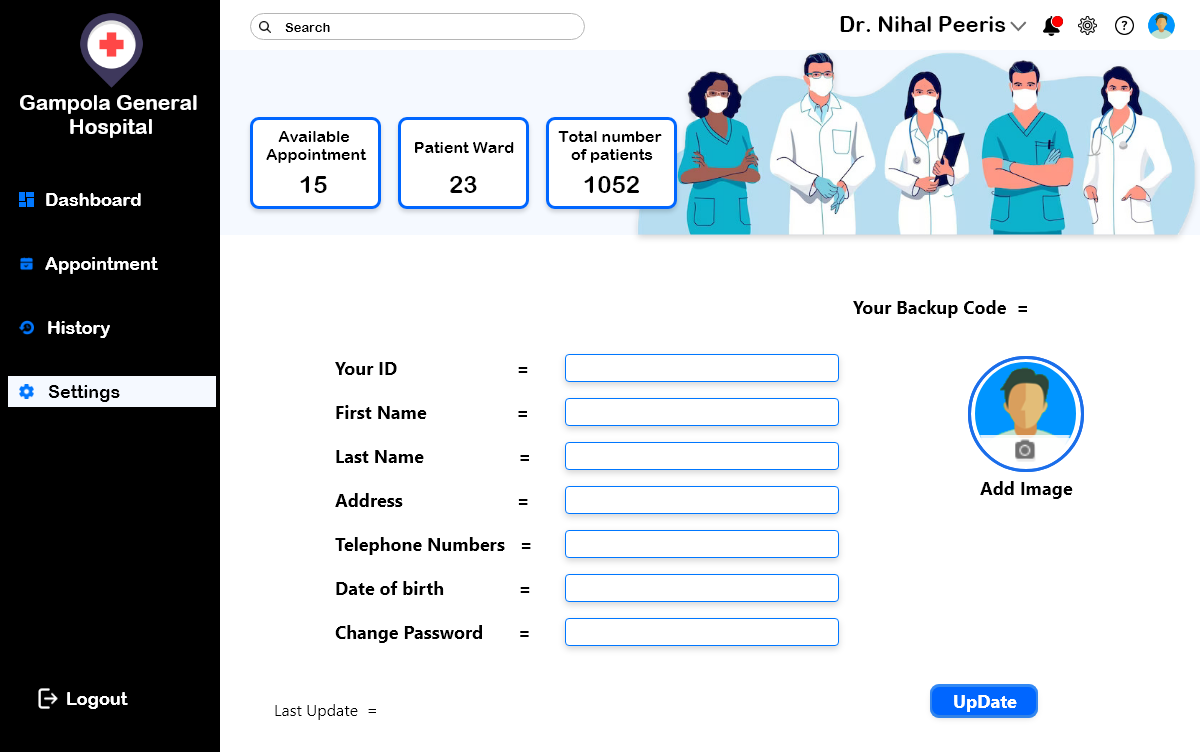 Gampola General
Hospital
Dashboard
Appointment
History
Settings
Logout
Search
Dr. Nihal Peeris
?
Available
Appointment
15
Patient Ward
23
Total number
of patients
1052
Your Backup Code =
Your ID =
First Name =
Last Name =
Address =
Telephone Numbers =
Date of birth =
Change Password =
Add Image
Last Update =
UpDate